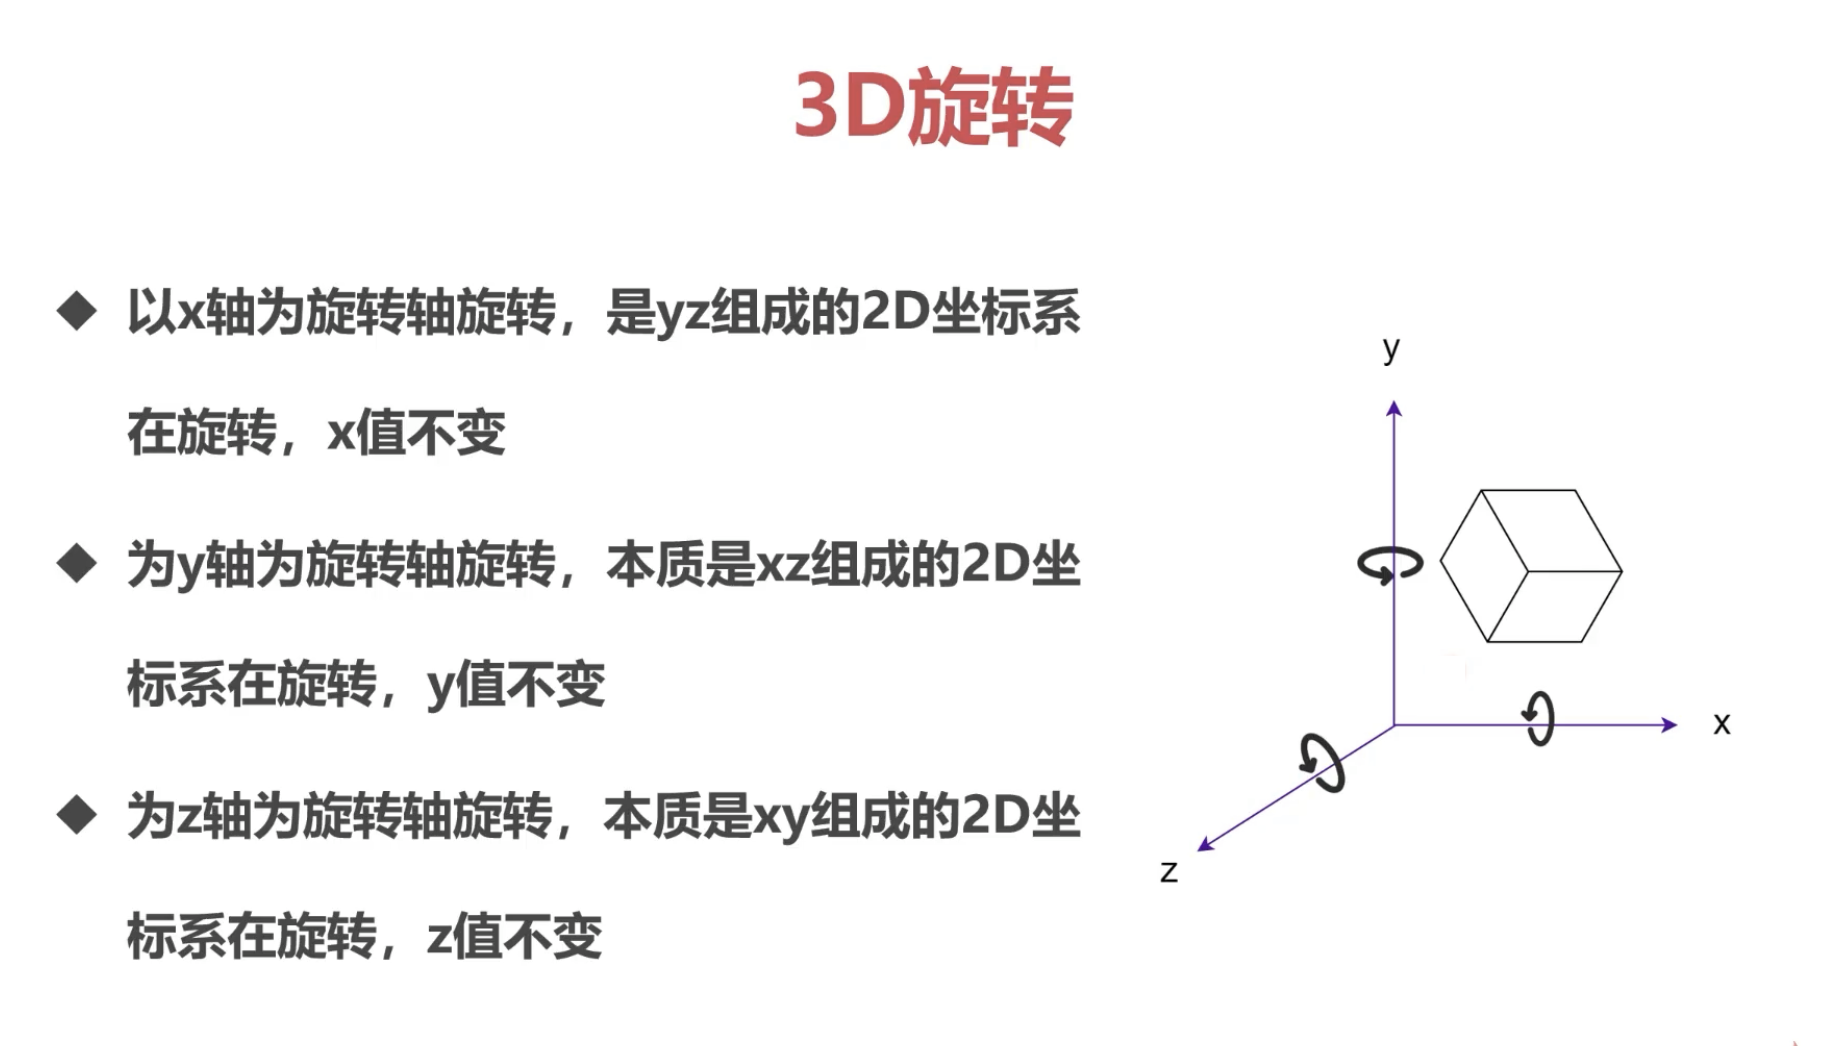 3D旋转
以x轴为旋转轴旋转，是yz组成的2D坐标系
在旋转，x值不变
为y轴为旋转轴旋转，本质是xz组成的2D坐
标系在旋转，y值不变
为z轴为旋转轴旋转，本质是xy组成的2D坐
标系在旋转，z值不变
y
x
z